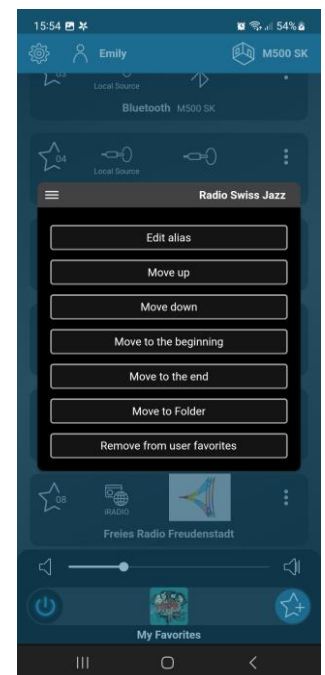 15:54 54%
Emily M500 SK
03
Local Source
Bluetooth M500 SK
04
Local Source
Radio Swiss Jazz
Edit alias
Move up
Move down
Move to the beginning
Move to the end
Move to Folder
Remove from user favorites
08
iRADIO
Freies Radio Freudenstadt
My Favorites